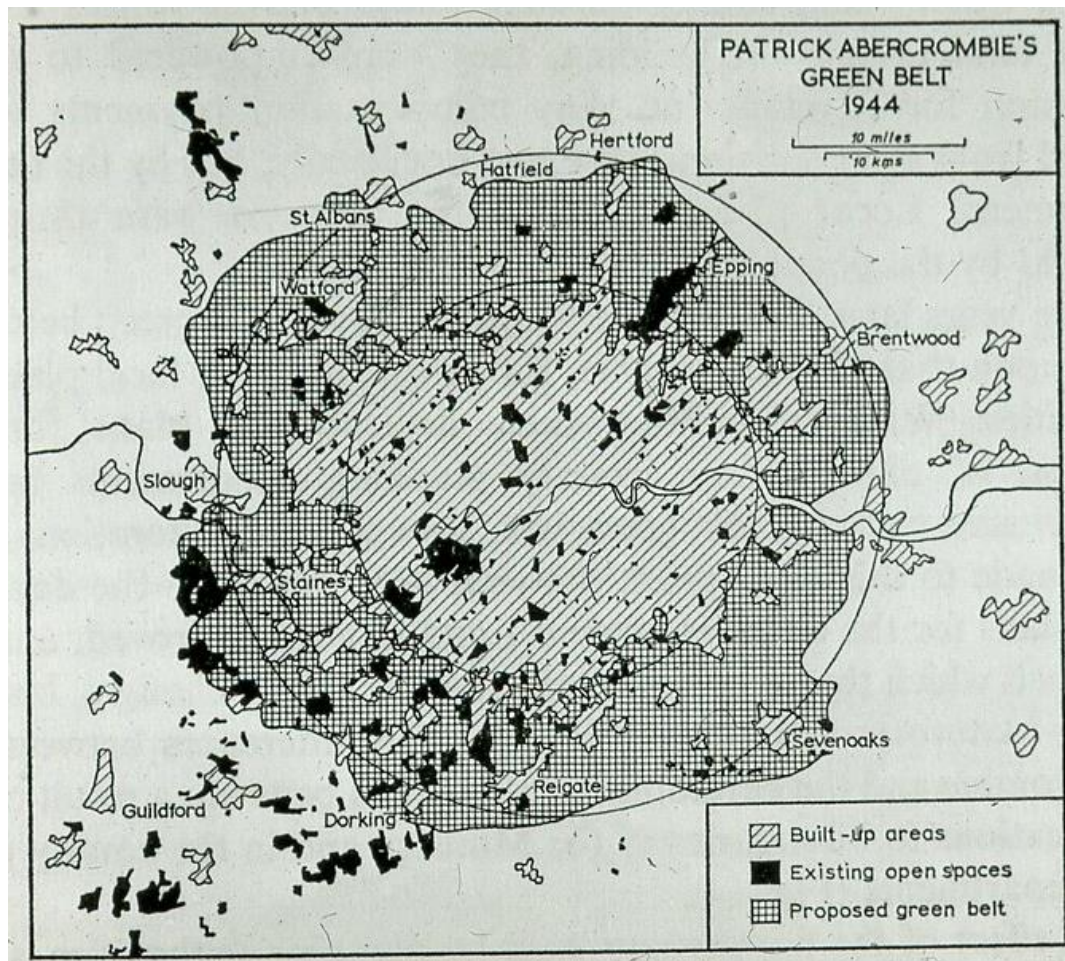 PATRICK ABERCROMBIE'S
GREEN BELT
1944
10 miles
10 kms
Hertford
Hatfield
St. Albans
Watford
Epping
Brentwood
Slough
Staines
Sevenoaks
Reigate
Guildford
Dorking
Built-up areas
Existing open spaces
Proposed green belt